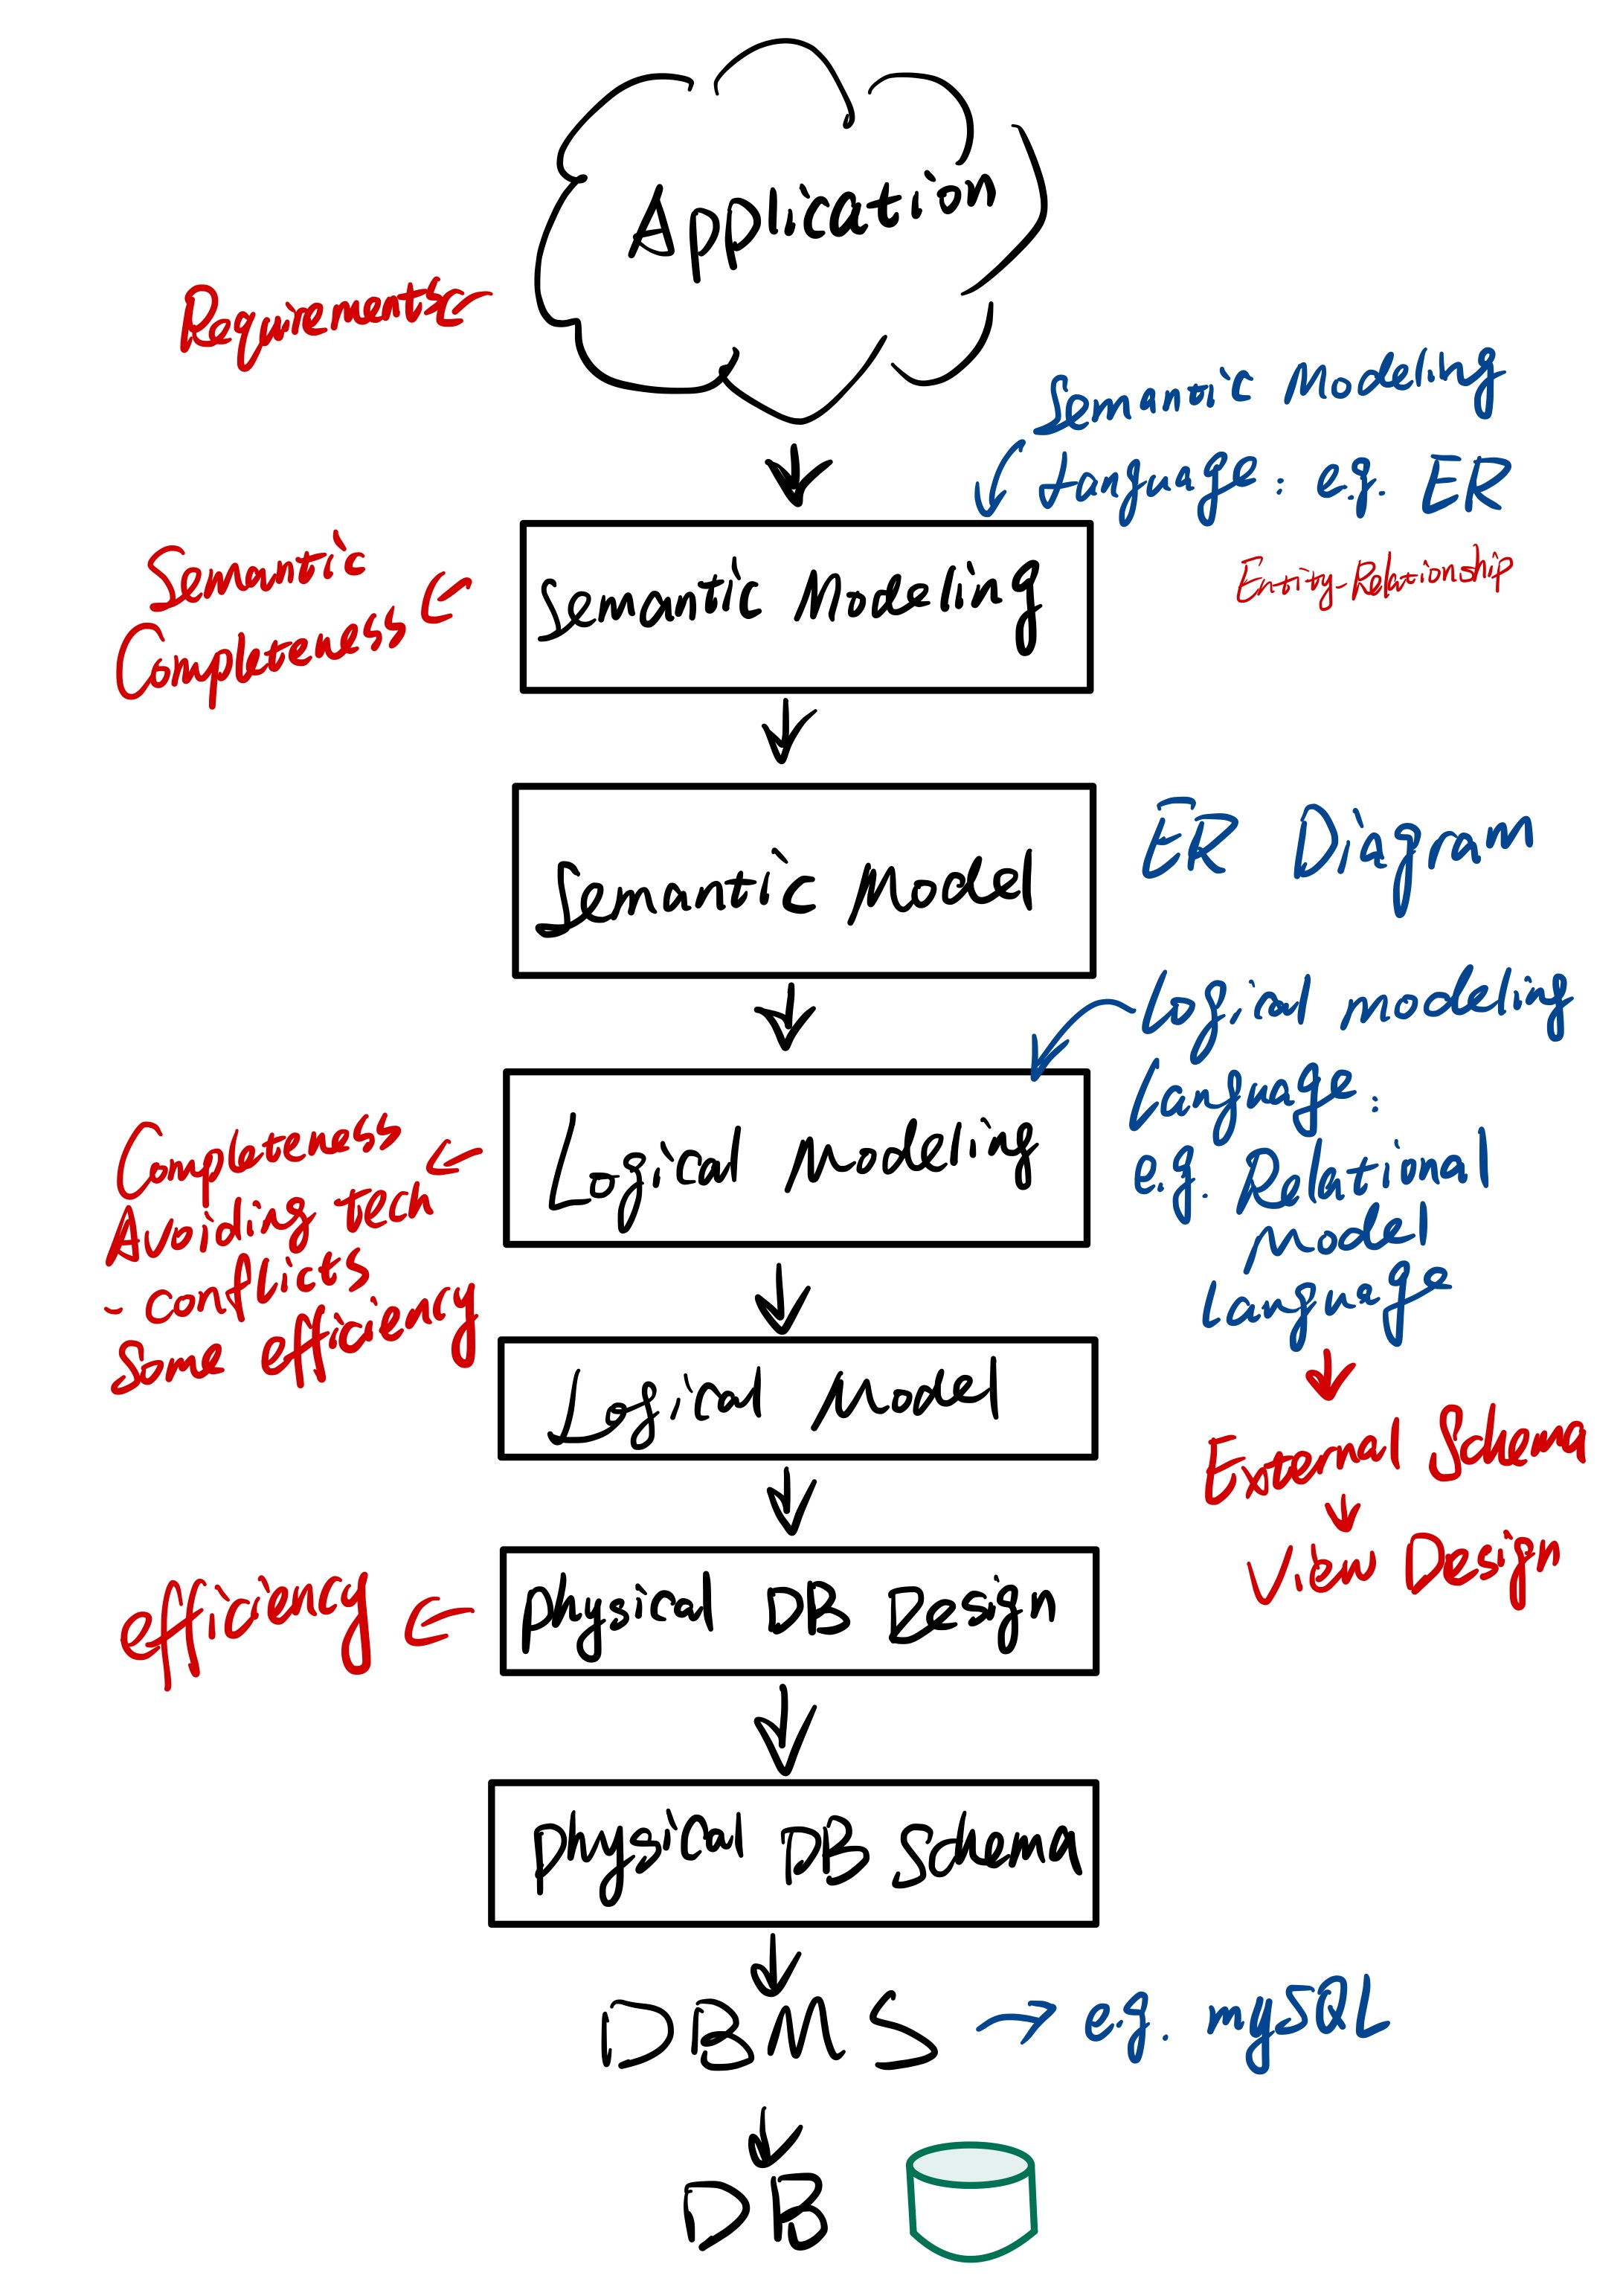 Application
Requirements
Semantic Modeling
Language: e.g. ER
Entity-Relationship
Semantic
Completeness
Semantic Modeling
Semantic Model
ER Diagram
Logical modeling
Language:
e.g. Relational
Model
Language
Completeness
Avoiding tech
- conflicts
Some efficiency
Logical Modeling
Logical Model
External Schema
View Design
efficiency
Physical DB Design
Physical DB Schema
DBMS
e.g. mySQL
DB